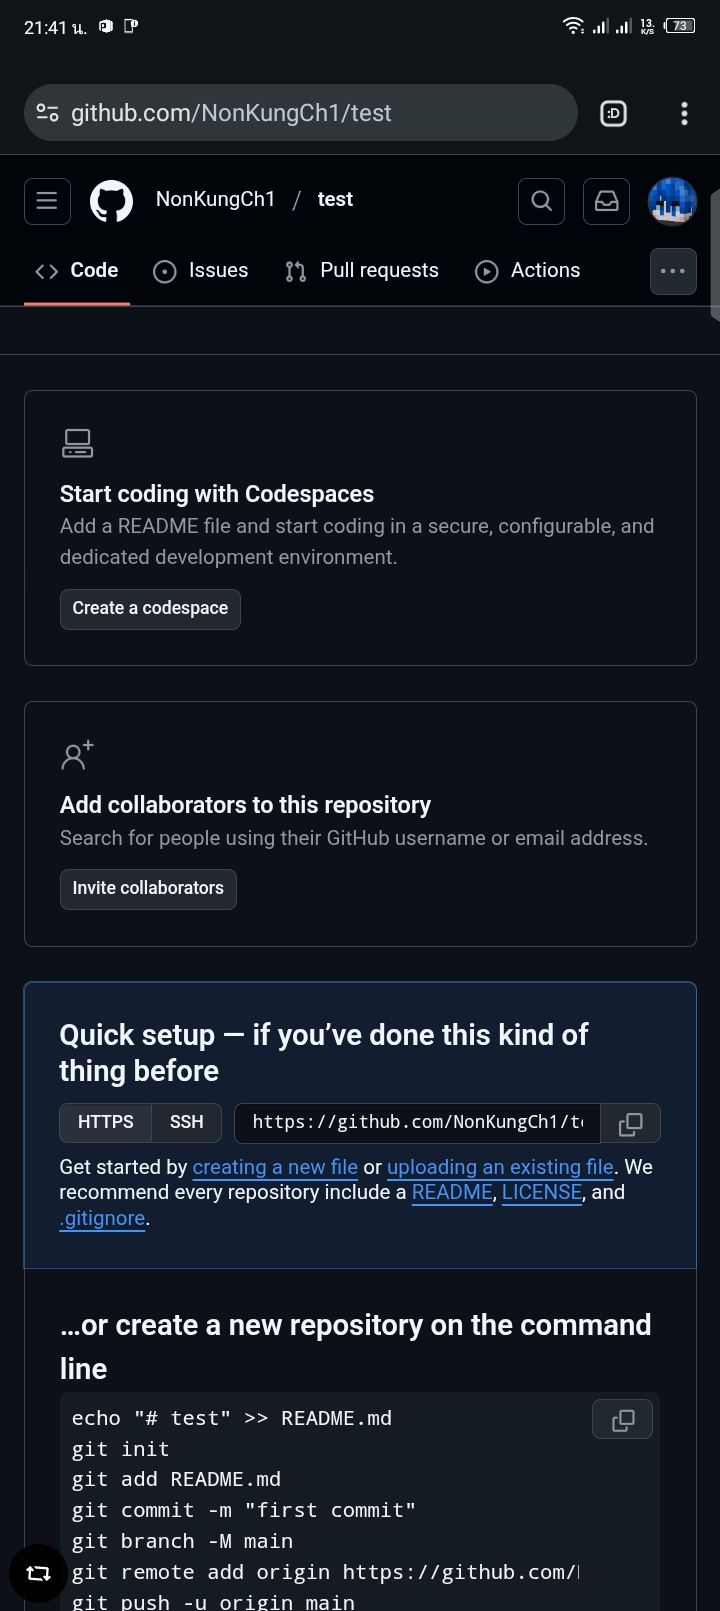 21:41 น.
13.
K/S
73
github.com/NonKungCh1/test
:D
NonKungCh1 / test
Code
Issues
Pull requests
Actions
Start coding with Codespaces
Add a README file and start coding in a secure, configurable, and
dedicated development environment.
Create a codespace
Add collaborators to this repository
Search for people using their GitHub username or email address.
Invite collaborators
Quick setup — if you’ve done this kind of
thing before
HTTPS
SSH
https://github.com/NonKungCh1/te
Get started by creating a new file or uploading an existing file. We
recommend every repository include a README, LICENSE, and
.gitignore.
…or create a new repository on the command
line
echo "# test" >> README.md
git init
git add README.md
git commit -m "first commit"
git branch -M main
git remote add origin https://github.com/
git push -u origin main